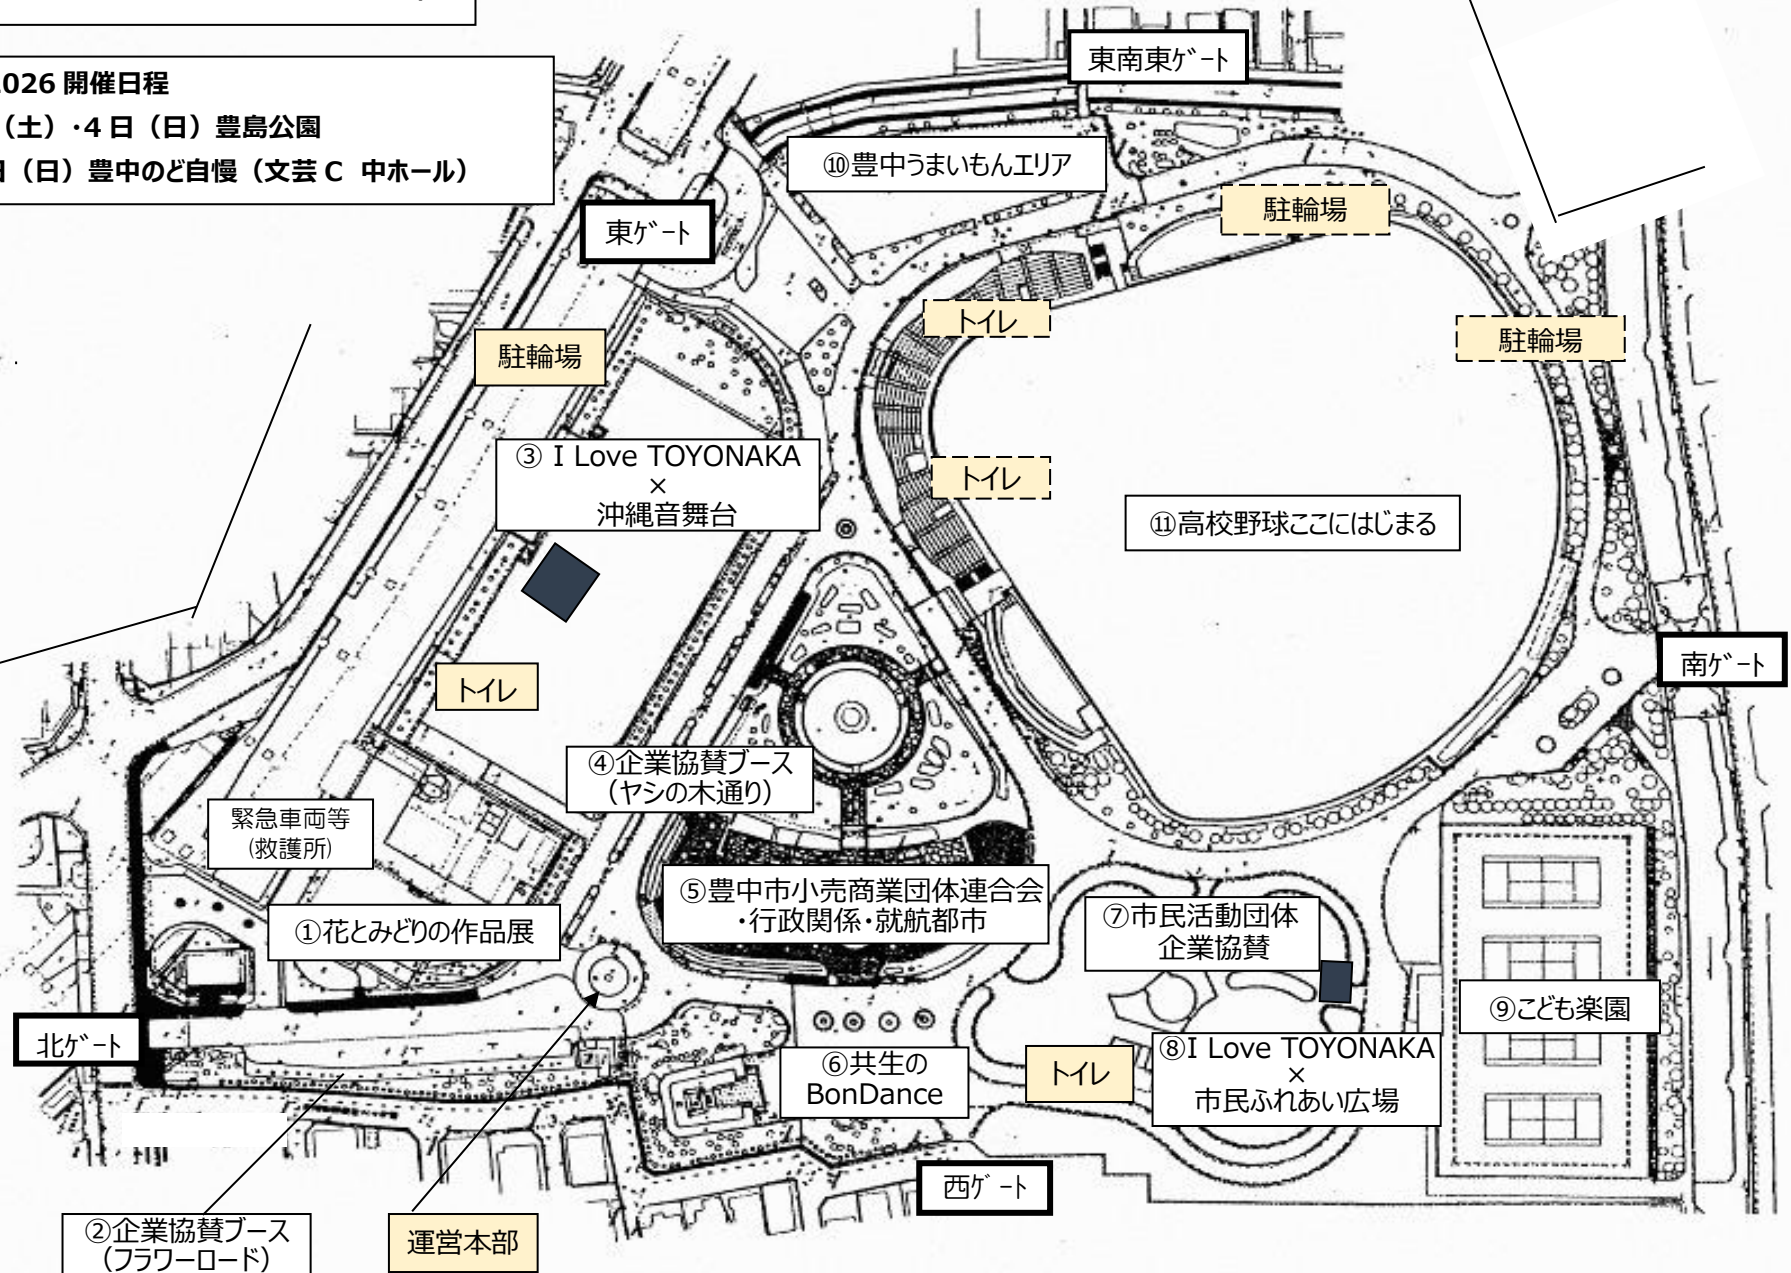 2026 開催日程
（土）・4日（日）豊島公園
（日）豊中のど自慢（文芸C 中ホール）
東南東ｹﾞｰﾄ
⑩豊中うまいもんエリア
駐輪場
東ｹﾞｰﾄ
トイレ
駐輪場
駐輪場
③ I Love TOYONAKA
×
沖縄音舞台
トイレ
⑪高校野球ここにはじまる
南ｹﾞｰﾄ
トイレ
④企業協賛ブース
（ヤシの木通り）
緊急車両等
(救護所)
⑤豊中市小売商業団体連合会
・行政関係・就航都市
⑦市民活動団体
企業協賛
①花とみどりの作品展
⑨こども楽園
北ｹﾞｰﾄ
⑥共生の
BonDance
トイレ
⑧I Love TOYONAKA
×
市民ふれあい広場
西ｹﾞｰﾄ
②企業協賛ブース
（フラワーロード）
運営本部